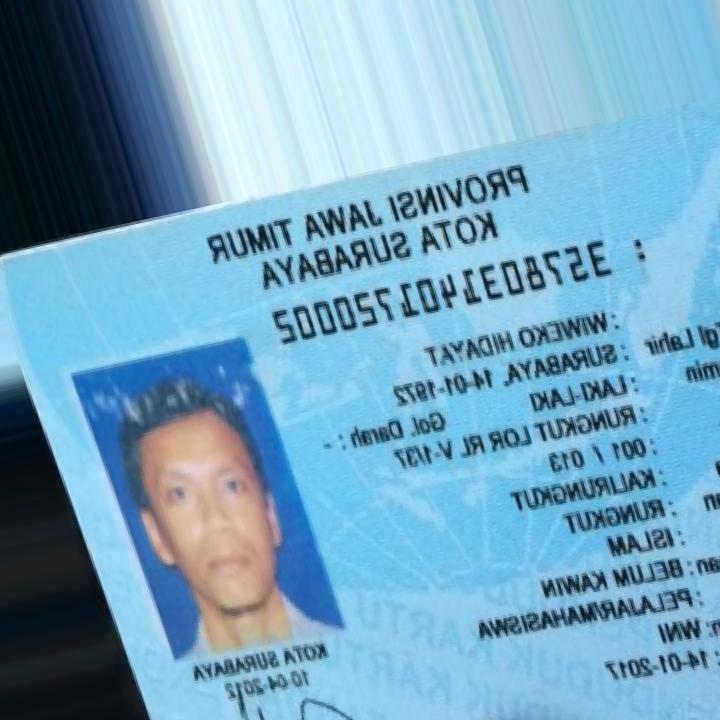 PROVINSI JAWA TIMUR
KOTA SURABAYA
: 3578031401720002
: WIWEKO HIDAYAT
Tgl Lahir : SURABAYA, 14-01-1972
: LAKI-LAKI Gol. Darah : -
: RUNGKUT LOR RL V-1/37
: 001 / 013
: KALIRUNGKUT
: RUNGKUT
: ISLAM
: BELUM KAWIN
: PELAJAR/MAHASISWA
: WNI
: 14-01-2017
KOTA SURABAYA
10-04-2012